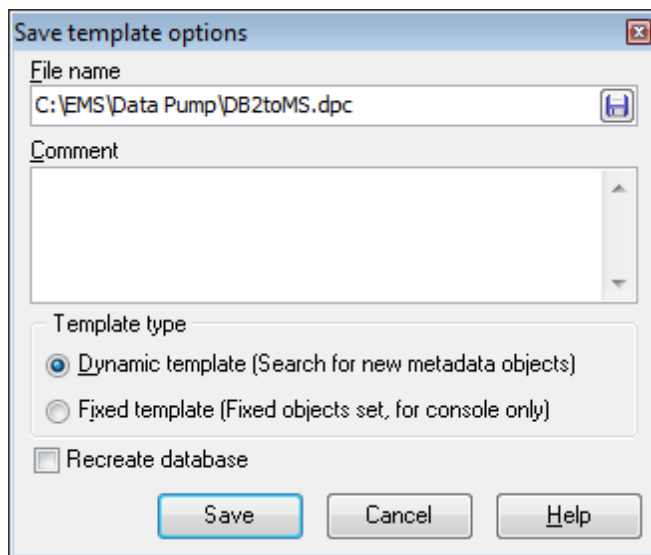 Save template options
File name
C:\EMS\Data Pump\DB2toMS.dpc
Comment
Template type
Dynamic template (Search for new metadata objects)
Fixed template (Fixed objects set, for console only)
Recreate database
Save Cancel Help